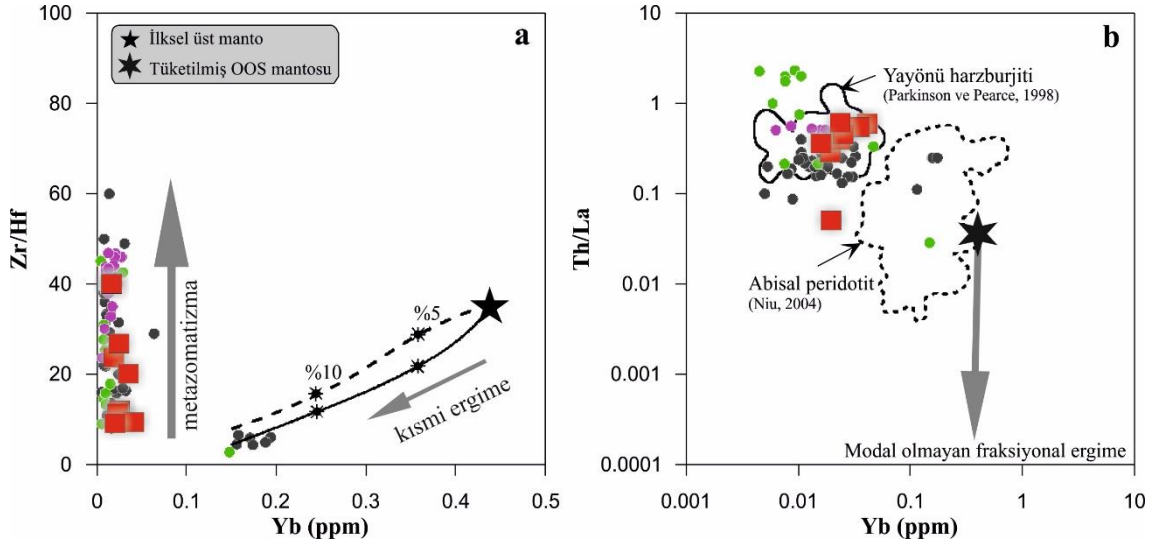 100
80
60
40
20
0
Zr/Hf
a
İlksel üst manto
Tüketilmiş OOS mantosu
metazomatizma
%5
%10
kısmi ergime
0
0.1
0.2
0.3
0.4
0.5
Yb (ppm)
10
1
0.1
0.01
0.001
0.0001
Th/La
b
Yayönü harzburjiti
(Parkinson ve Pearce, 1998)
Abisal peridotit
(Niu, 2004)
Modal olmayan fraksiyonal ergime
0.001
0.01
0.1
1
10
Yb (ppm)